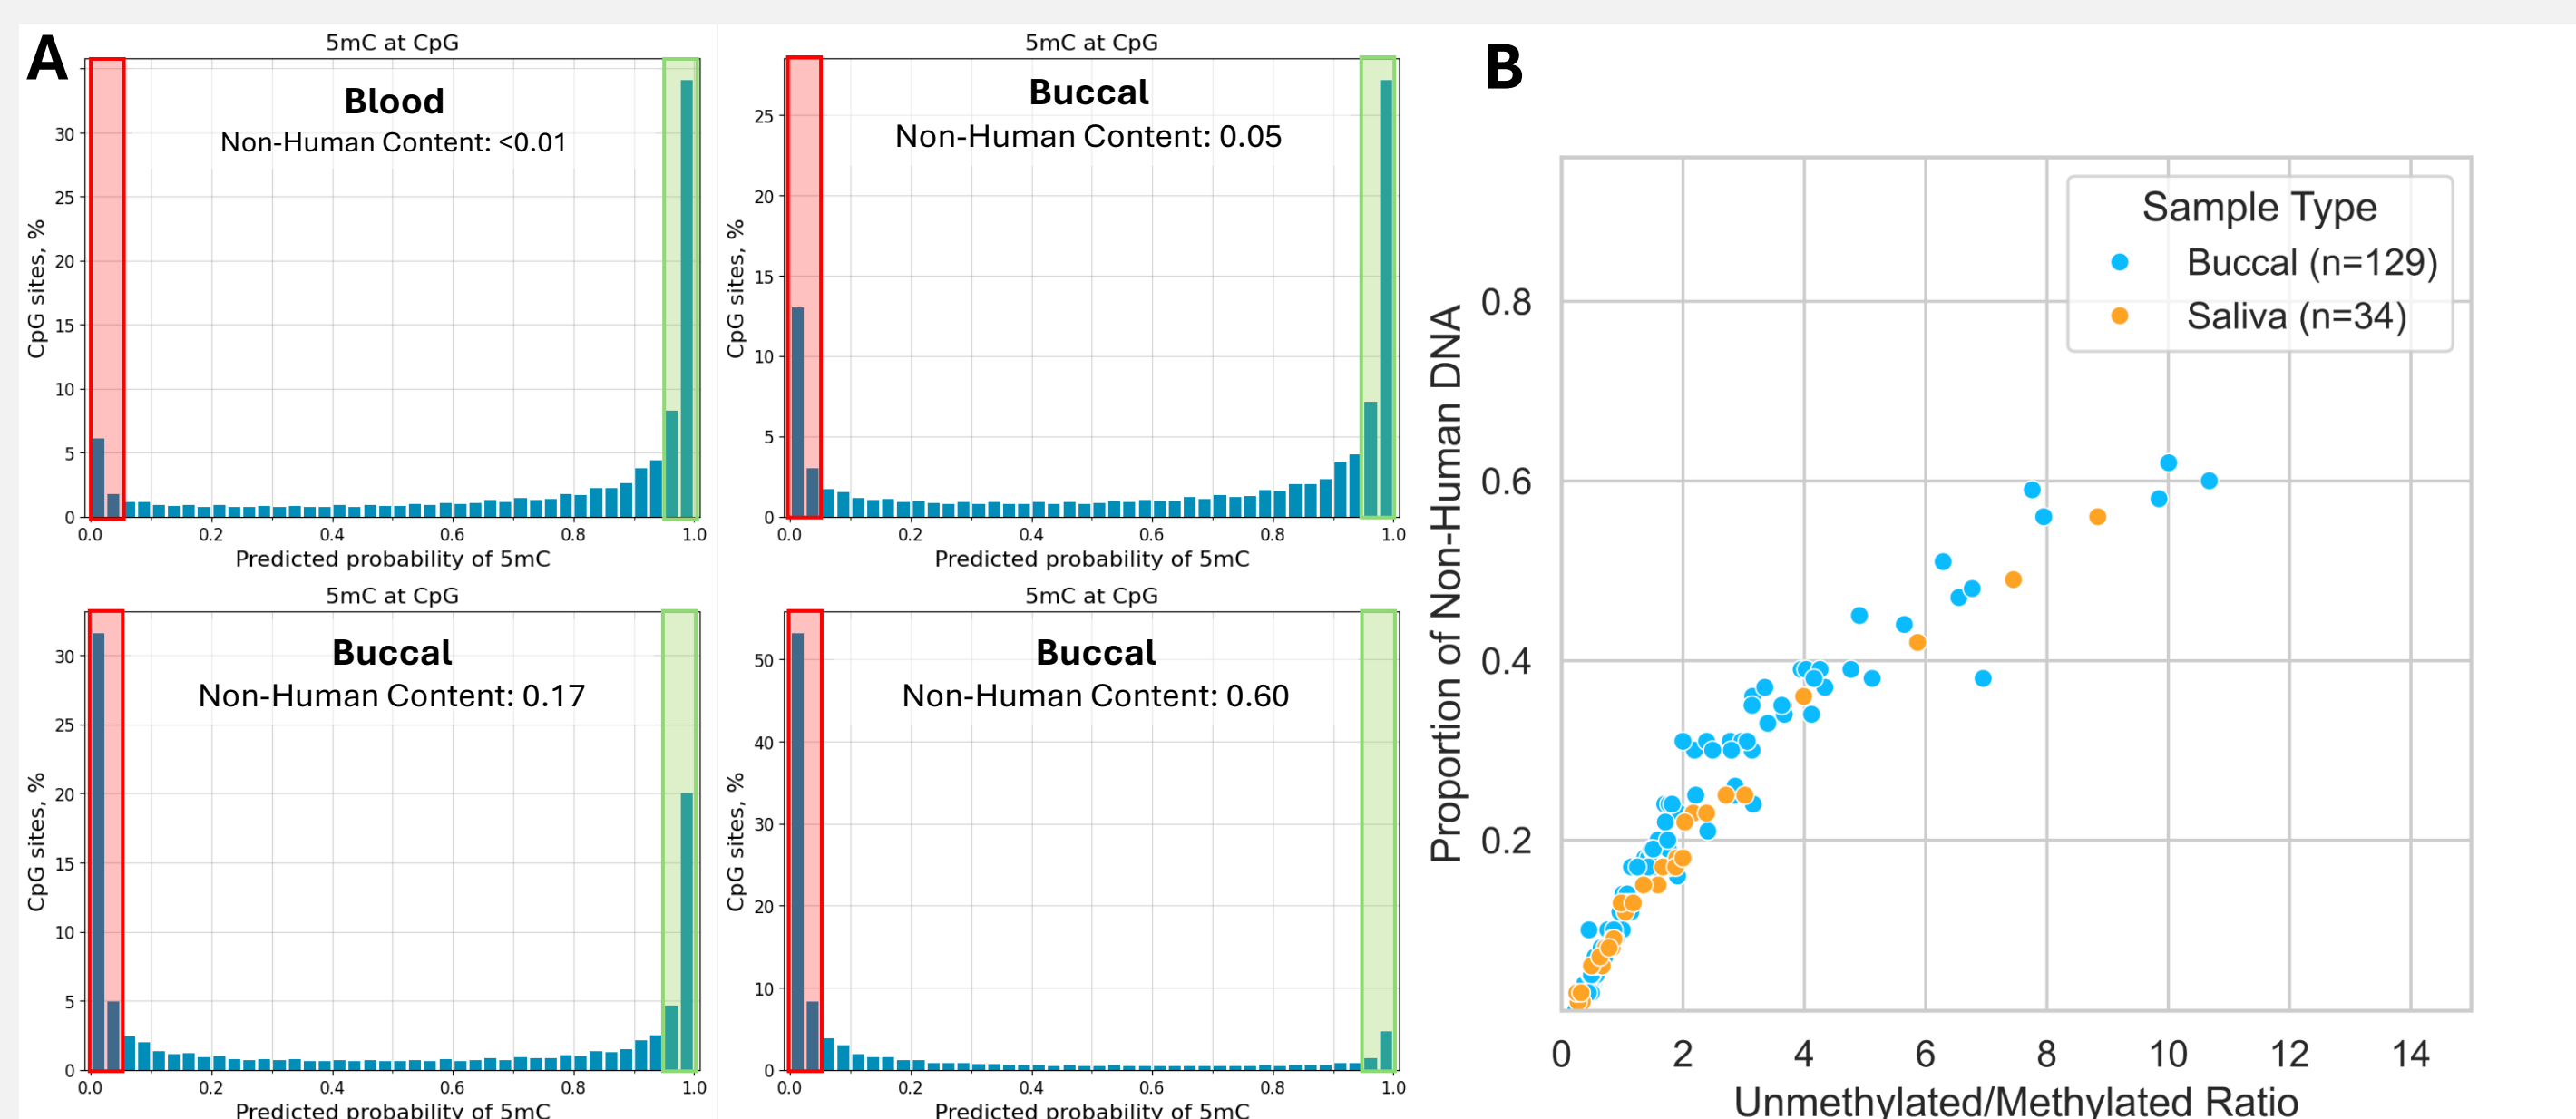 A
5mC at CpG
Blood
Non-Human Content: <0.01
CpG sites, %
30
25
20
15
10
5
0
0.0 0.2 0.4 0.6 0.8 1.0
Predicted probability of 5mC
5mC at CpG
Buccal
Non-Human Content: 0.05
CpG sites, %
25
20
15
10
5
0
0.0 0.2 0.4 0.6 0.8 1.0
Predicted probability of 5mC
5mC at CpG
Buccal
Non-Human Content: 0.17
CpG sites, %
30
25
20
15
10
5
0
0.0 0.2 0.4 0.6 0.8 1.0
Predicted probability of 5mC
5mC at CpG
Buccal
Non-Human Content: 0.60
CpG sites, %
50
40
30
20
10
0
0.0 0.2 0.4 0.6 0.8 1.0
Predicted probability of 5mC
B
Sample Type
Buccal (n=129)
Saliva (n=34)
Proportion of Non-Human DNA
0.8
0.6
0.4
0.2
0 2 4 6 8 10 12 14
Unmethylated/Methylated Ratio